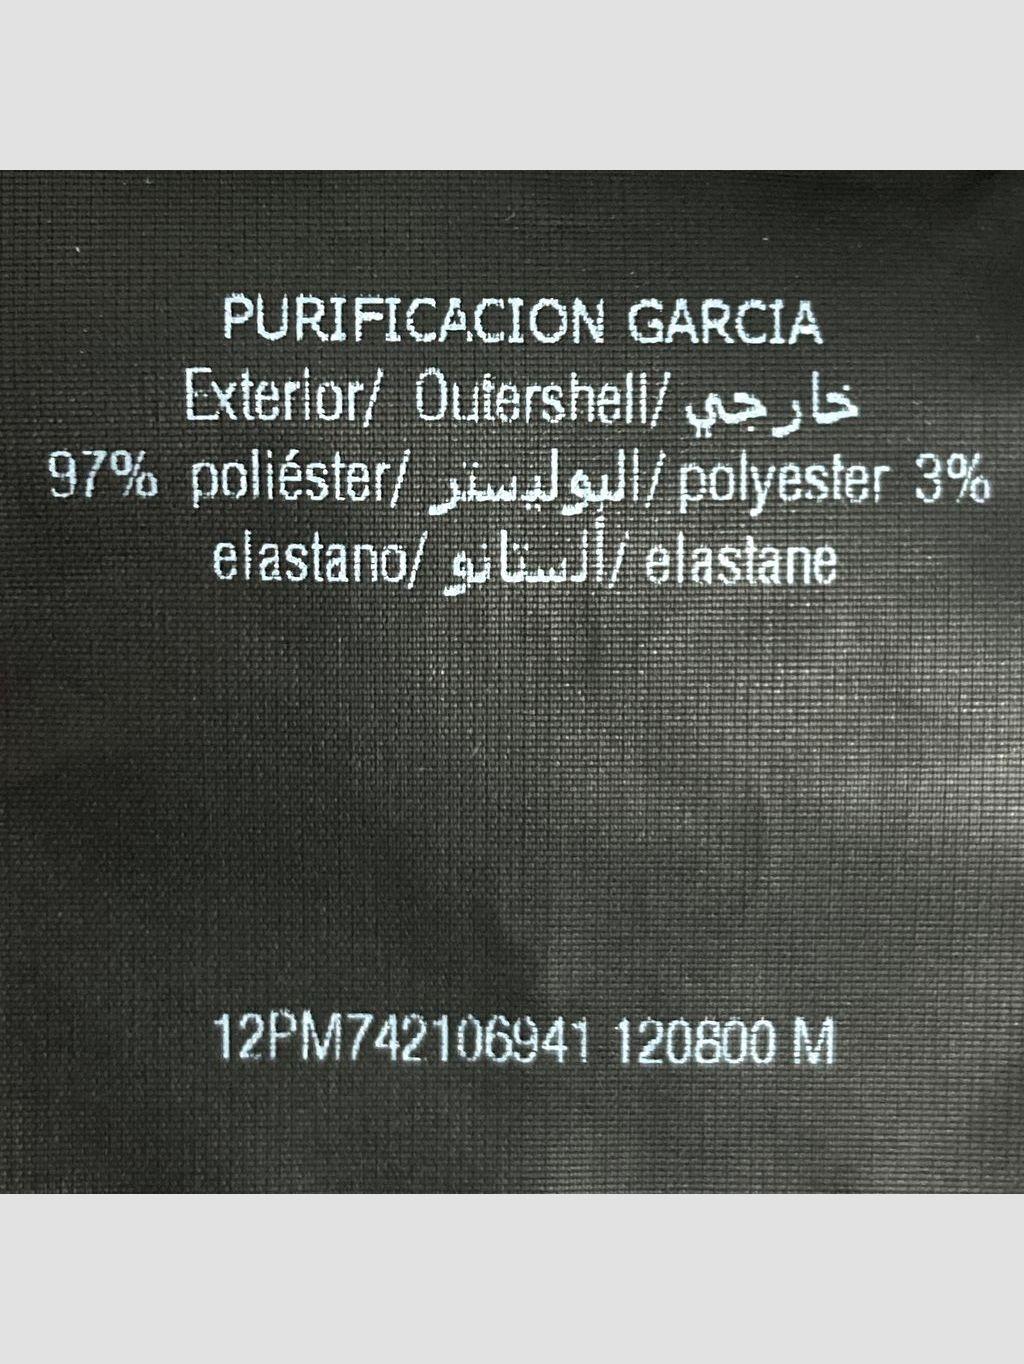 PURIFICACION GARCIA
Exterior/ Outershell/ خارجي
97% poliéster/ البوليستر/ polyester 3%
elastano/ ألستانو/ elastane
12PM742106941 120800 M